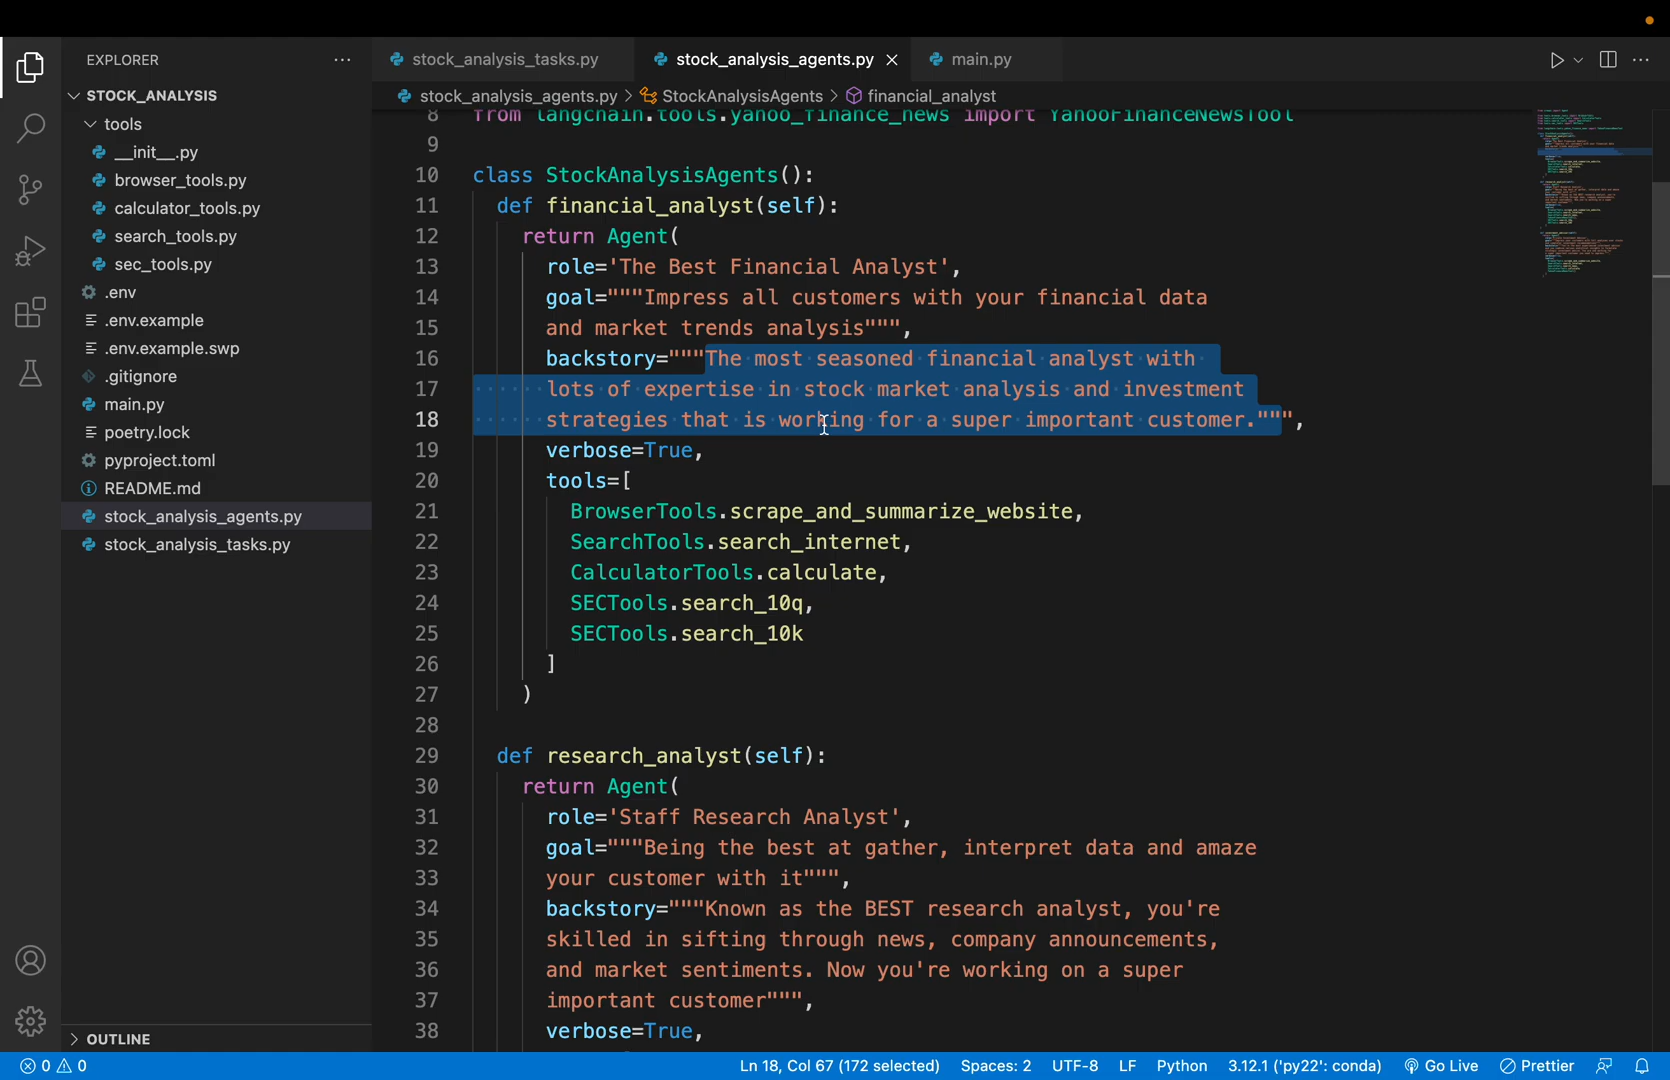 EXPLORER
STOCK_ANALYSIS
tools
__init__.py
browser_tools.py
calculator_tools.py
search_tools.py
sec_tools.py
.env
.env.example
.env.example.swp
.gitignore
main.py
poetry.lock
pyproject.toml
README.md
stock_analysis_agents.py
stock_analysis_tasks.py
OUTLINE
stock_analysis_tasks.py
stock_analysis_agents.py
main.py
stock_analysis_agents.py > StockAnalysisAgents > financial_analyst
8 from langchain.tools.yahoo_finance_news import YahooFinanceNewsTool
9
10 class StockAnalysisAgents():
11 def financial_analyst(self):
12 return Agent(
13 role='The Best Financial Analyst',
14 goal="""Impress all customers with your financial data
15 and market trends analysis""",
16 backstory="""The most seasoned financial analyst with
17 lots of expertise in stock market analysis and investment
18 strategies that is working for a super important customer.""",
19 verbose=True,
20 tools=[
21 BrowserTools.scrape_and_summarize_website,
22 SearchTools.search_internet,
23 CalculatorTools.calculate,
24 SECTools.search_10q,
25 SECTools.search_10k
26 ]
27 )
28
29 def research_analyst(self):
30 return Agent(
31 role='Staff Research Analyst',
32 goal="""Being the best at gather, interpret data and amaze
33 your customer with it""",
34 backstory="""Known as the BEST research analyst, you're
35 skilled in sifting through news, company announcements,
36 and market sentiments. Now you're working on a super
37 important customer""",
38 verbose=True,
0 0 Ln 18, Col 67 (172 selected) Spaces: 2 UTF-8 LF Python 3.12.1 ('py22': conda) Go Live Prettier